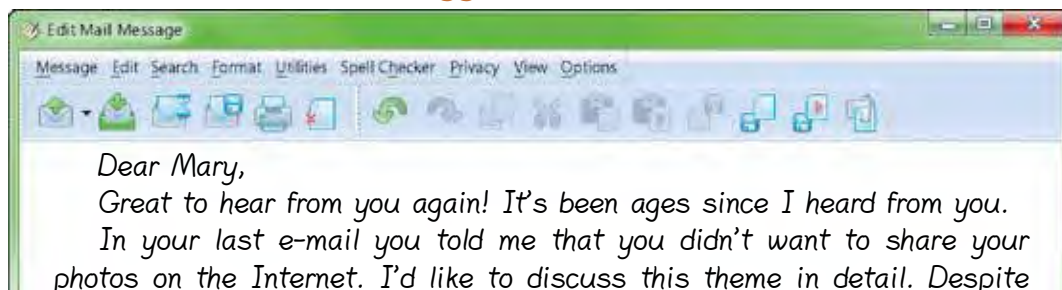 Edit Mail Message
Message Edit Search Format Utilities Spell Checker Privacy View Options
Dear Mary,
Great to hear from you again! It's been ages since I heard from you.
In your last e-mail you told me that you didn't want to share your
photos on the Internet. I'd like to discuss this theme in detail. Despite